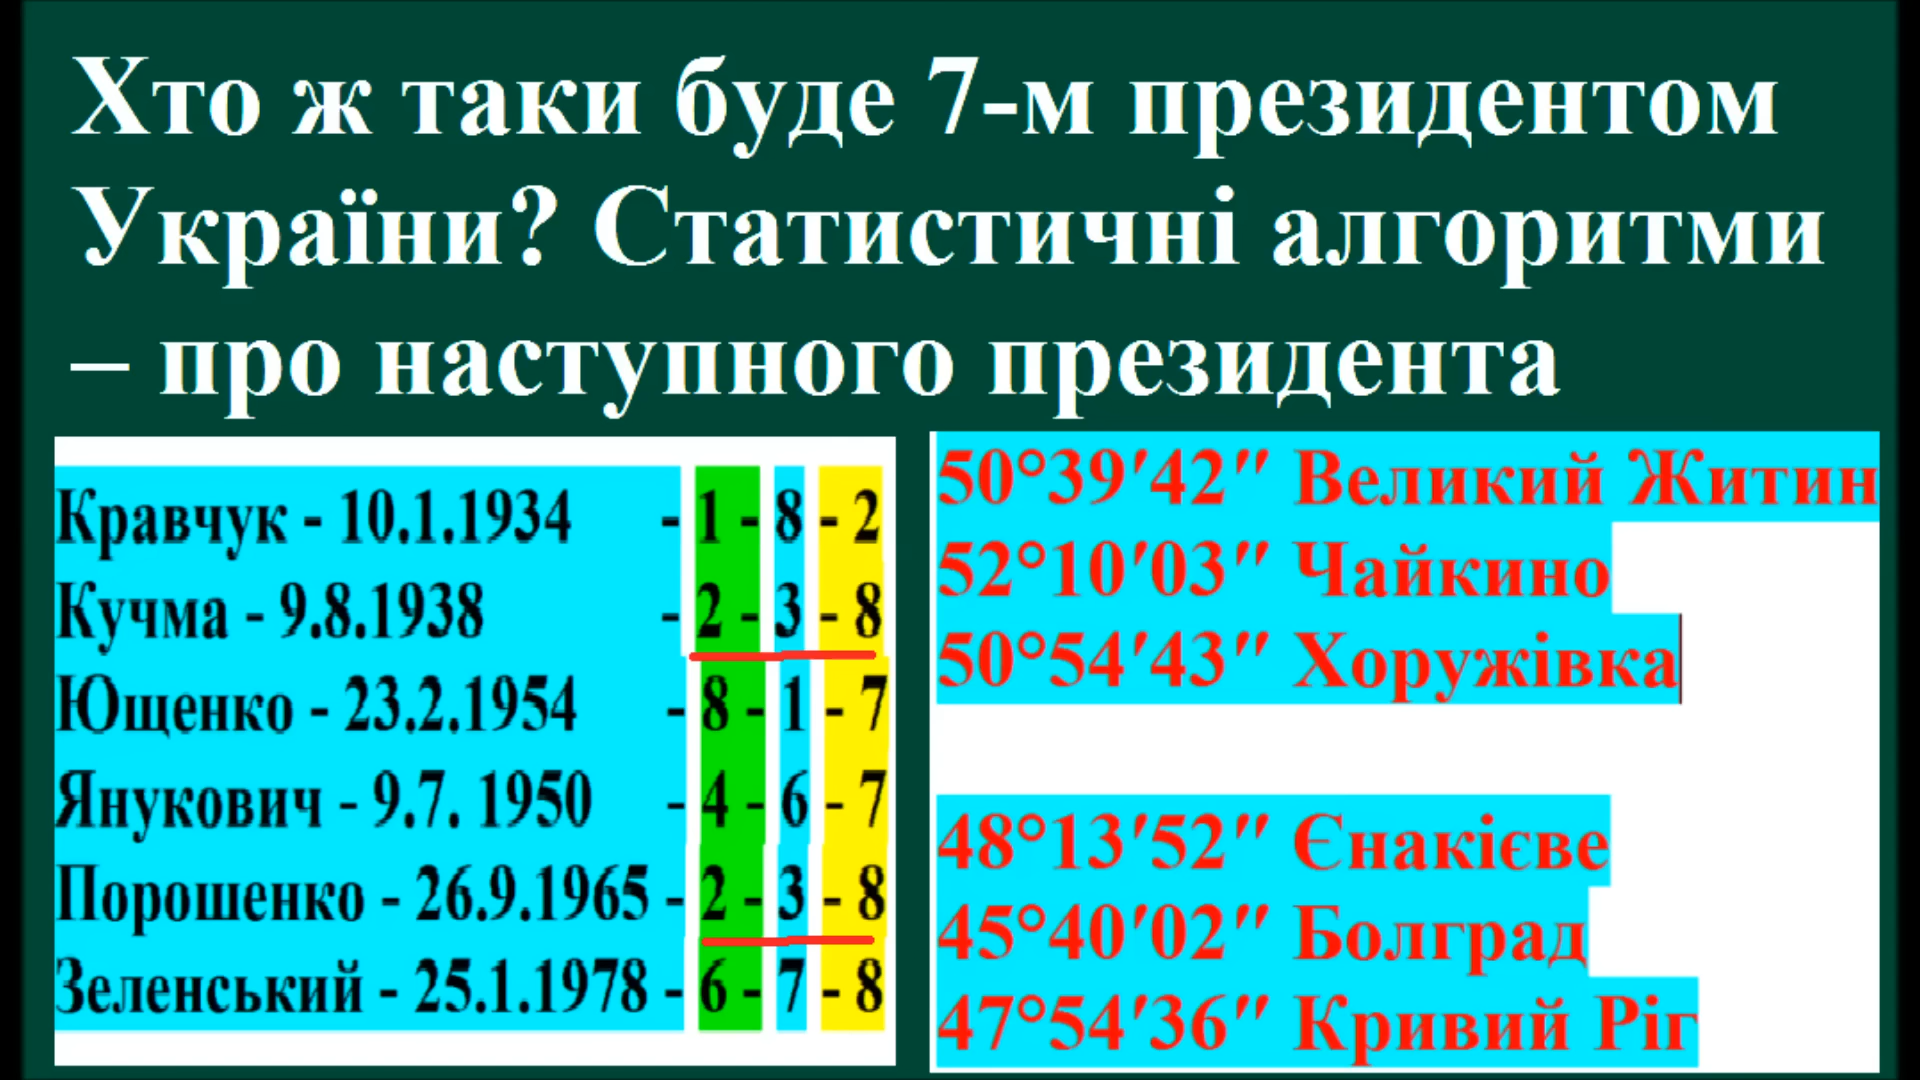 Хто ж таки буде 7-м президентом
України? Статистичні алгоритми
– про наступного президента
Кравчук - 10.1.1934 - 1 - 8 - 2
Кучма - 9.8.1938 - 2 - 3 - 8
Ющенко - 23.2.1954 - 8 - 1 - 7
Янукович - 9.7. 1950 - 4 - 6 - 7
Порошенко - 26.9.1965 - 2 - 3 - 8
Зеленський - 25.1.1978 - 6 - 7 - 8
50°39′42″ Великий Житин
52°10′03″ Чайкино
50°54′43″ Хоружівка
48°13′52″ Єнакієве
45°40′02″ Болград
47°54′36″ Кривий Ріг